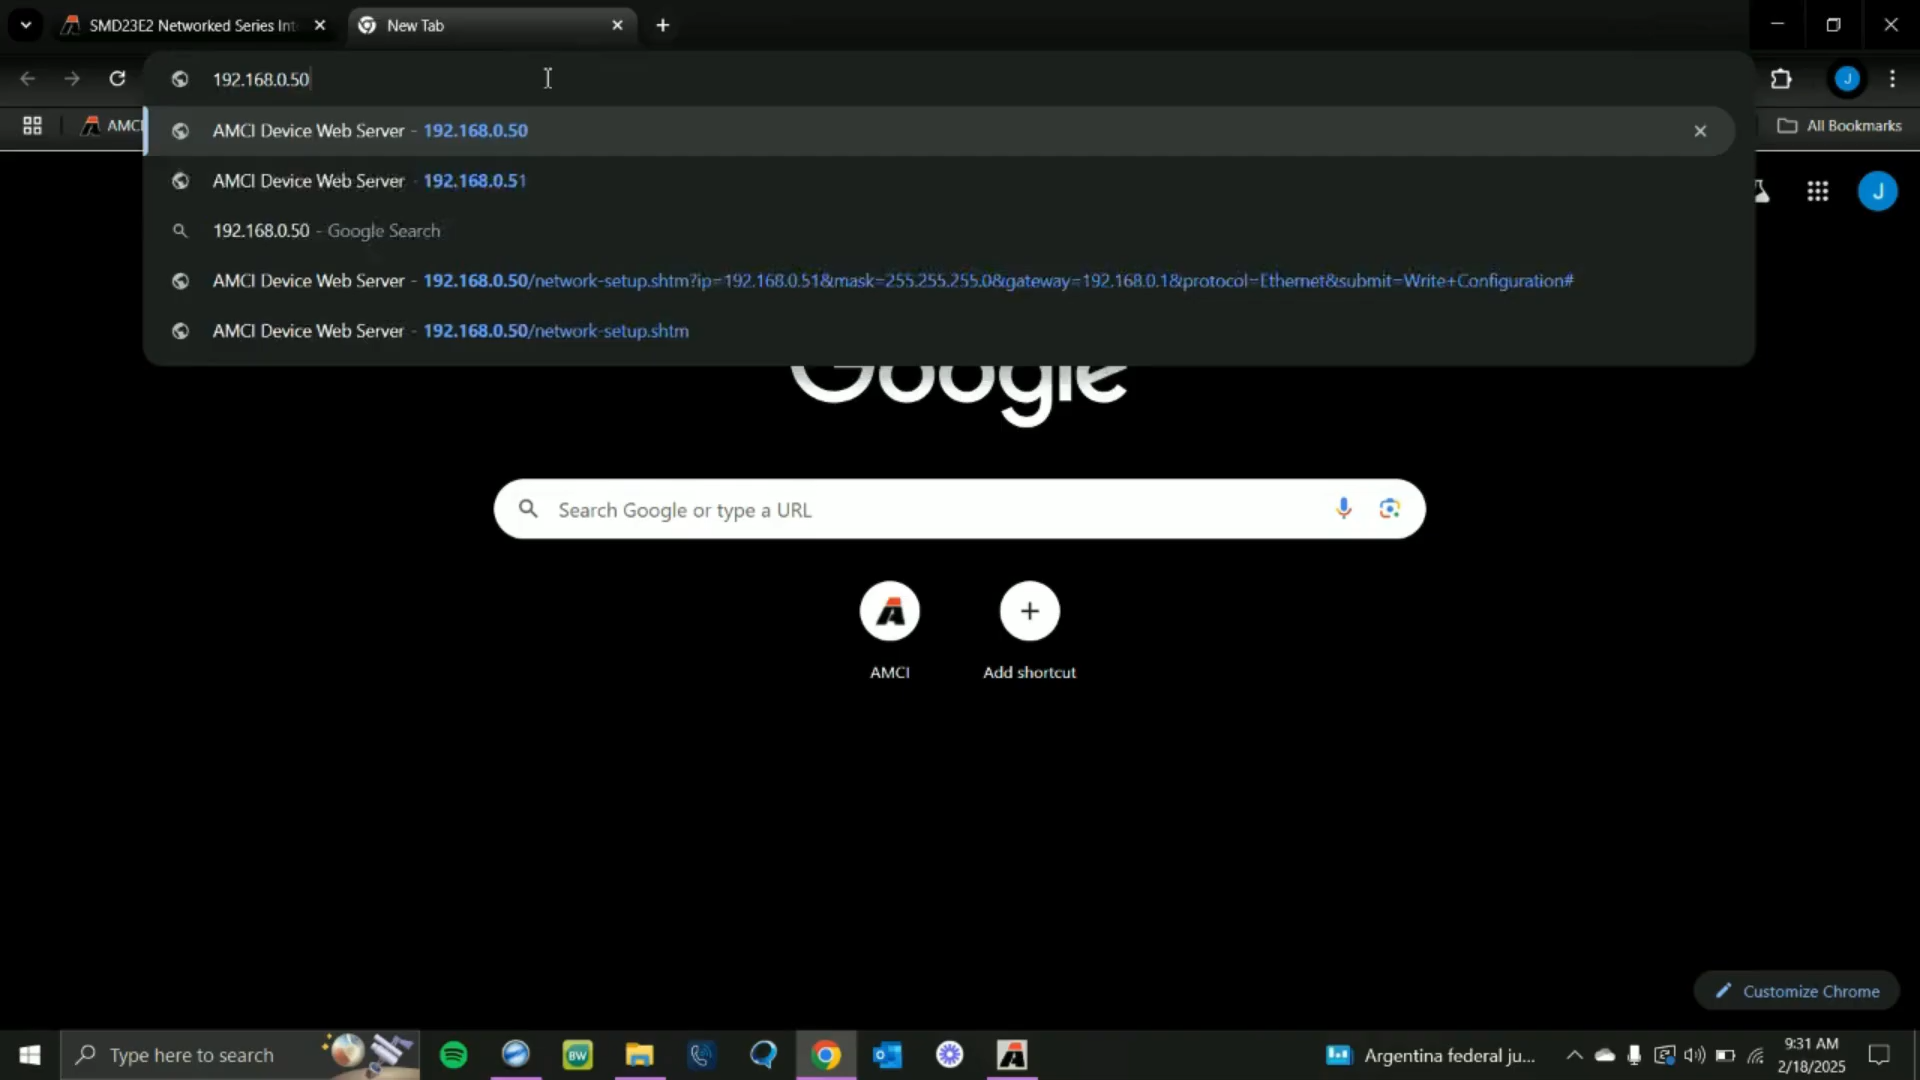 SMD23E2 Networked Series Int
New Tab
192.168.0.50
AMCI
All Bookmarks
AMCI Device Web Server - 192.168.0.50
AMCI Device Web Server - 192.168.0.51
192.168.0.50 - Google Search
AMCI Device Web Server - 192.168.0.50/network-setup.shtm?ip=192.168.0.51&mask=255.255.255.0&gateway=192.168.0.1&protocol=Ethernet&submit=Write+Configuration#
AMCI Device Web Server - 192.168.0.50/network-setup.shtm
J
J
Google
Search Google or type a URL
AMCI
Add shortcut
Customize Chrome
Type here to search
BW
Argentina federal ju...
9:31 AM
2/18/2025